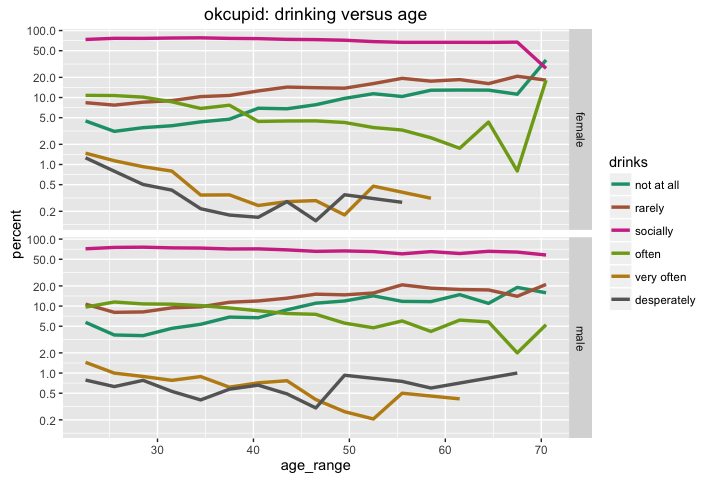 okcupid: drinking versus age
percent
100.0
50.0
20.0
10.0
5.0
2.0
1.0
0.5
0.2
female
100.0
50.0
20.0
10.0
5.0
2.0
1.0
0.5
0.2
male
30 40 50 60 70
age_range
drinks
not at all
rarely
socially
often
very often
desperately